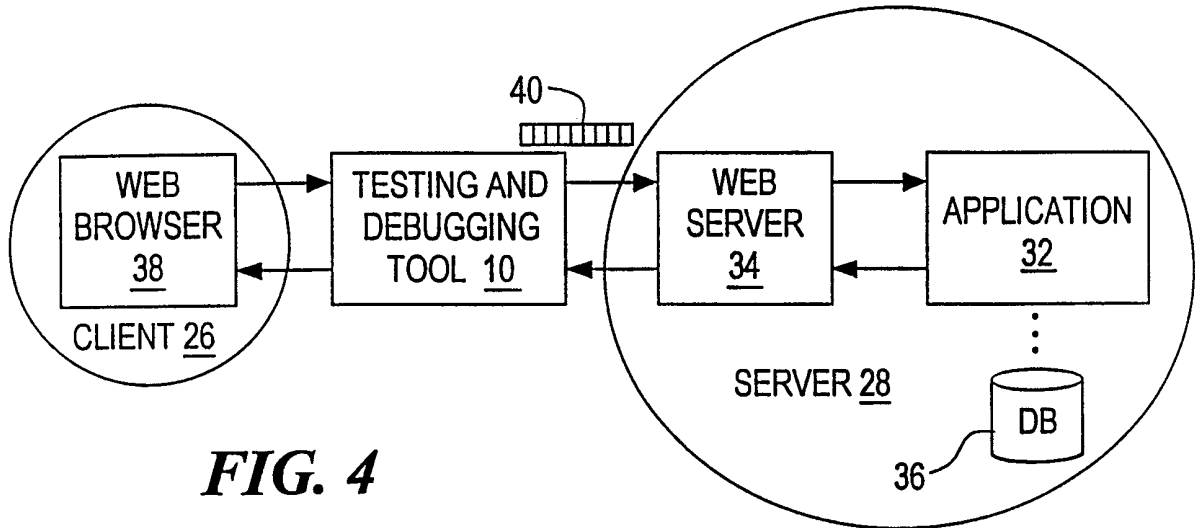 40
WEB
BROWSER
38
CLIENT 26
TESTING AND
DEBUGGING
TOOL 10
WEB
SERVER
34
APPLICATION
32
SERVER 28
DB
36
FIG. 4